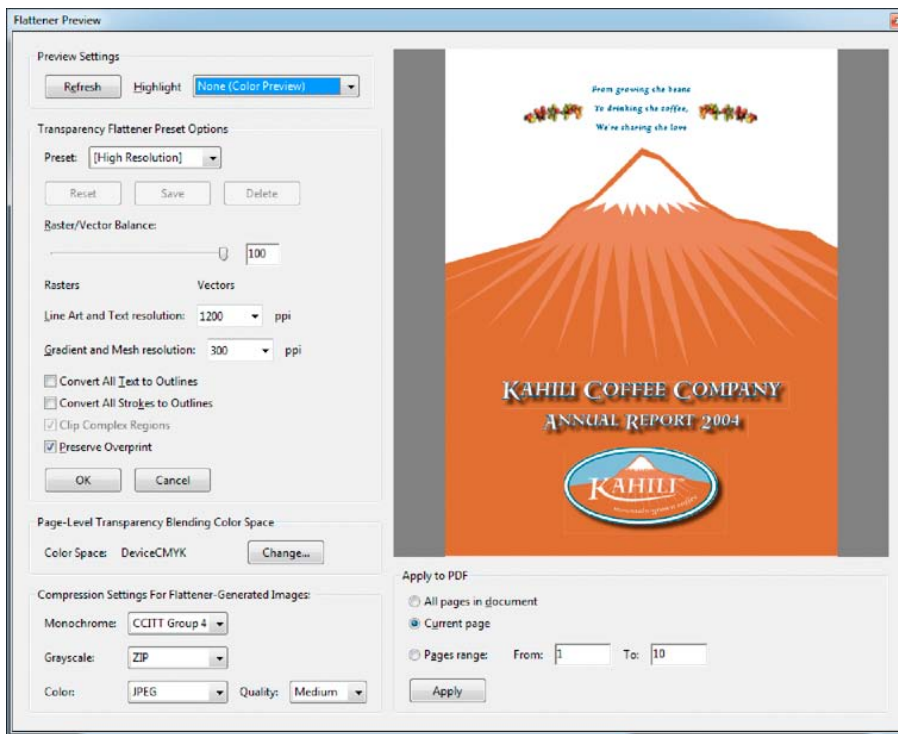 Flattener Preview
Preview Settings
Refresh Highlight None (Color Preview)
Transparency Flattener Preset Options
Preset: [High Resolution]
Reset Save Delete
Raster/Vector Balance:
100
Rasters Vectors
Line Art and Text resolution: 1200 ppi
Gradient and Mesh resolution: 300 ppi
Convert All Text to Outlines
Convert All Strokes to Outlines
Clip Complex Regions
Preserve Overprint
OK Cancel
Page-Level Transparency Blending Color Space
Color Space: DeviceCMYK Change...
Compression Settings For Flattener-Generated Images:
Monochrome: CCITT Group 4
Grayscale: ZIP
Color: JPEG Quality: Medium
From growing the beans
To drinking the coffee,
We're sharing the love
KAHILI COFFEE COMPANY
ANNUAL REPORT 2004
KAHILI
mountain grown coffee
Apply to PDF
All pages in document
Current page
Pages range: From: 1 To: 10
Apply